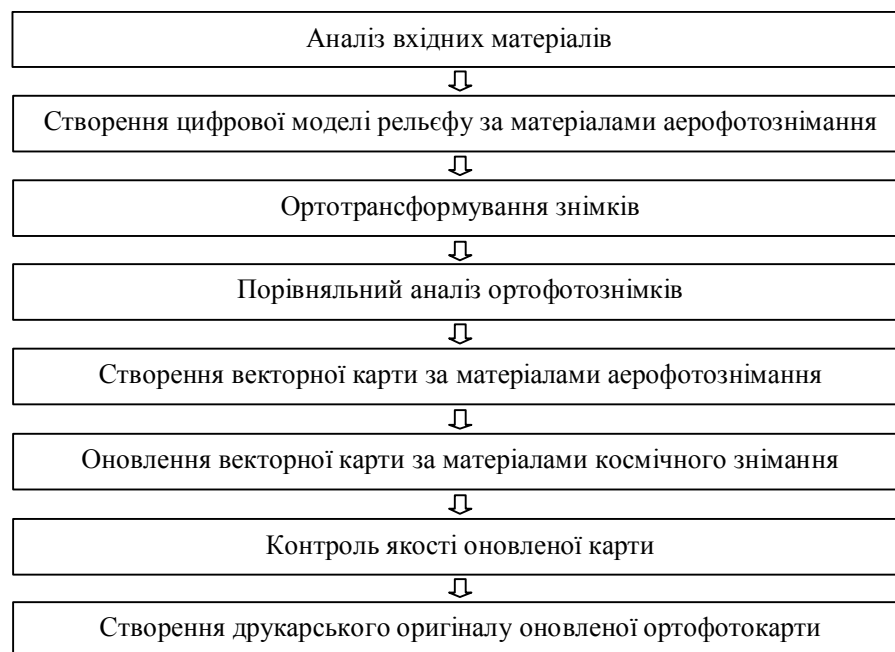 Аналіз вхідних матеріалів
Створення цифрової моделі рельєфу за матеріалами аерофотознімання
Ортотрансформування знімків
Порівняльний аналіз ортофотознімків
Створення векторної карти за матеріалами аерофотознімання
Оновлення векторної карти за матеріалами космічного знімання
Контроль якості оновленої карти
Створення друкарського оригіналу оновленої ортофотокарти